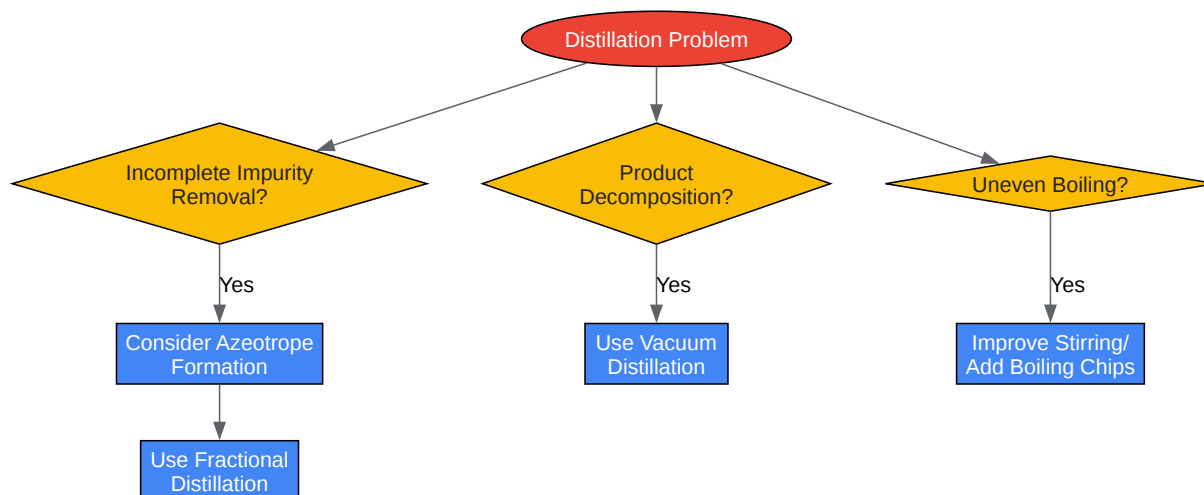 Distillation Problem
Incomplete Impurity
Removal?
Product
Decomposition?
Uneven Boiling?
Yes
Yes
Yes
Consider Azeotrope
Formation
Use Vacuum
Distillation
Improve Stirring/
Add Boiling Chips
Use Fractional
Distillation